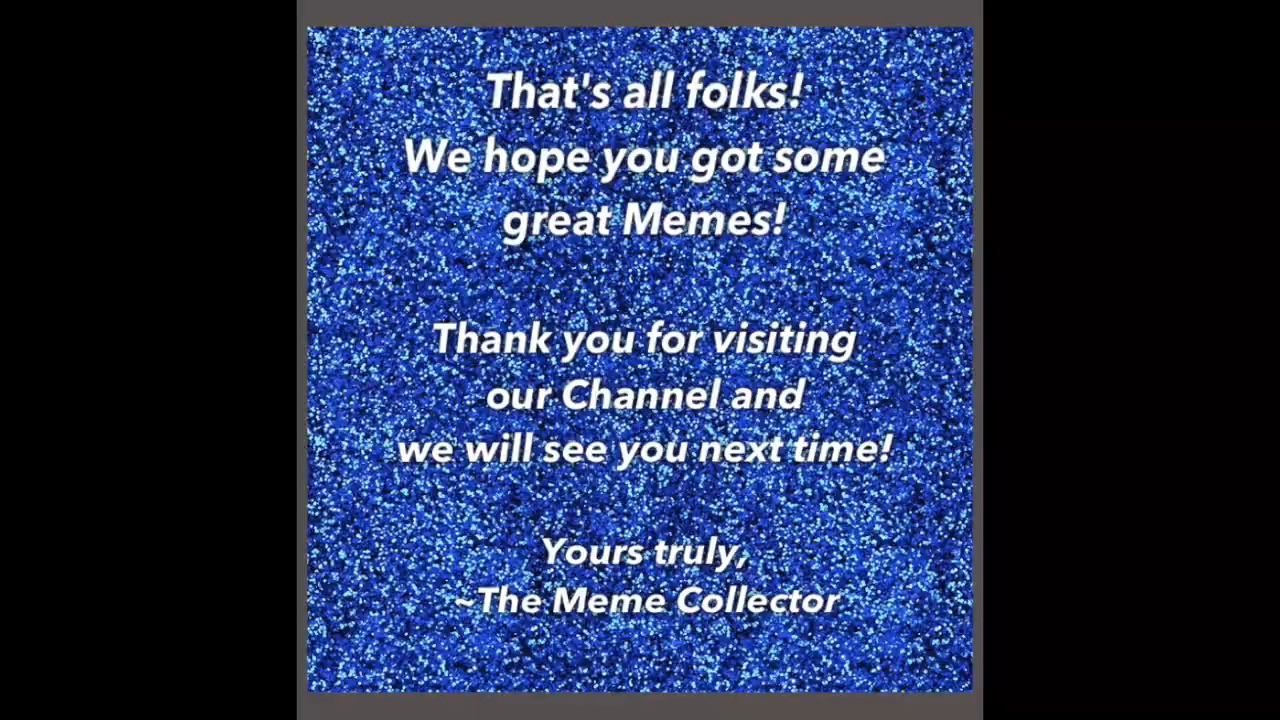 That's all folks!
We hope you got some
great Memes!
Thank you for visiting
our Channel and
we will see you next time!
Yours truly,
~The Meme Collector